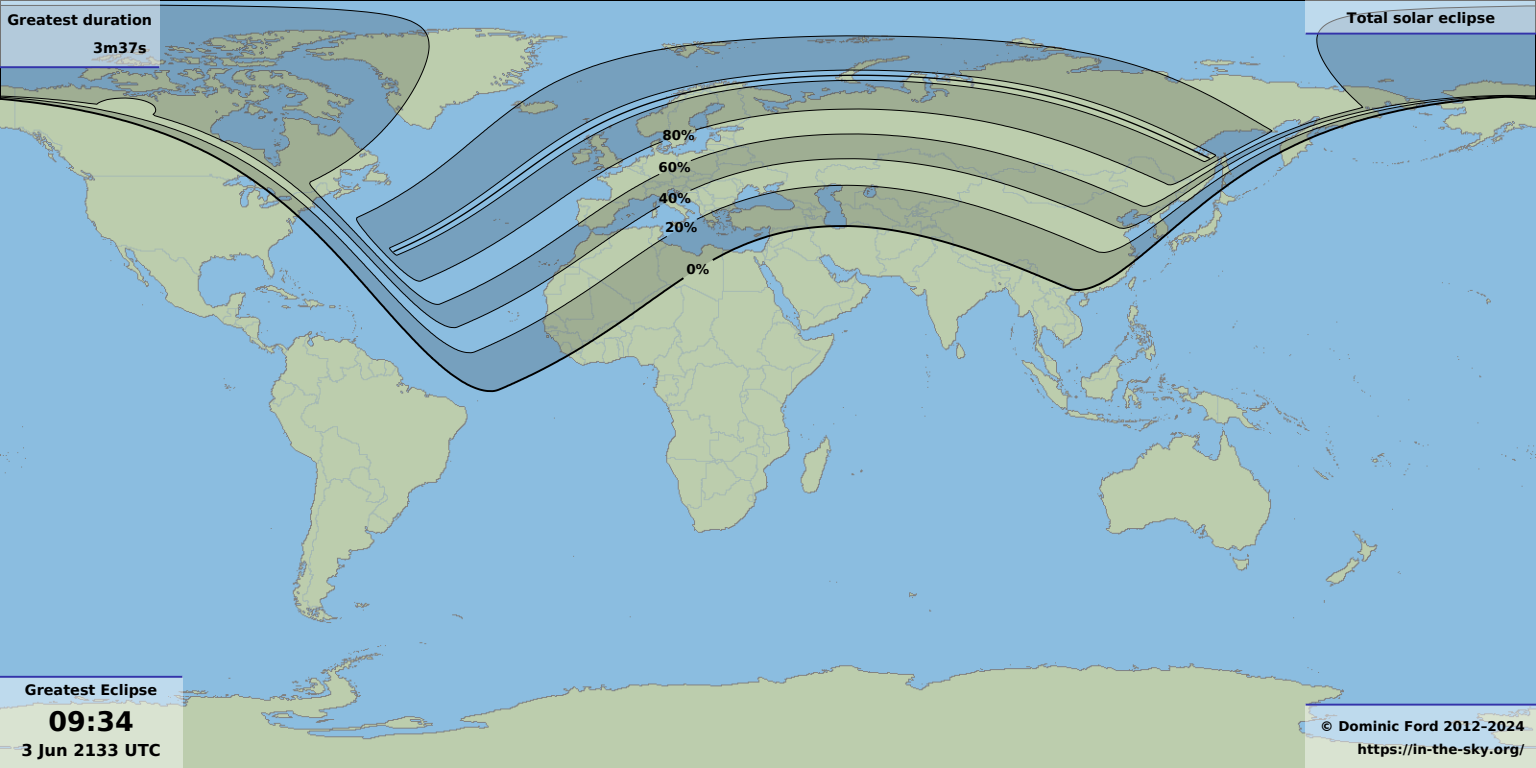 Greatest duration
3m37s
Total solar eclipse
80%
60%
40%
20%
0%
Greatest Eclipse
09:34
3 Jun 2133 UTC
© Dominic Ford 2012–2024
https://in-the-sky.org/